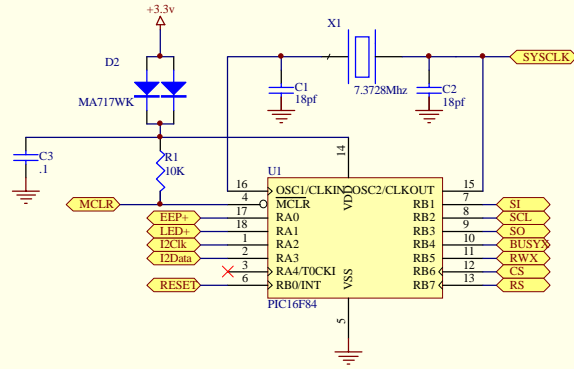 +3.3v
X1
D2
SYSCLK
MA717WK
C1
18pf
7.3728Mhz
C2
18pf
C3
.1
R1
10K
14
U1
16 OSC1/CLKIN VDD OSC2/CLKOUT 15
MCLR 4 MCLR RB1 7 SI
EEP+ 17 RA0 RB2 8 SCL
LED+ 18 RA1 RB3 9 SO
I2Clk 1 RA2 RB4 10 BUSYX
I2Data 2 RA3 RB5 11 RWX
3 RA4/T0CKI VSS RB6 12 CS
RESET 6 RB0/INT RB7 13 RS
PIC16F84
5